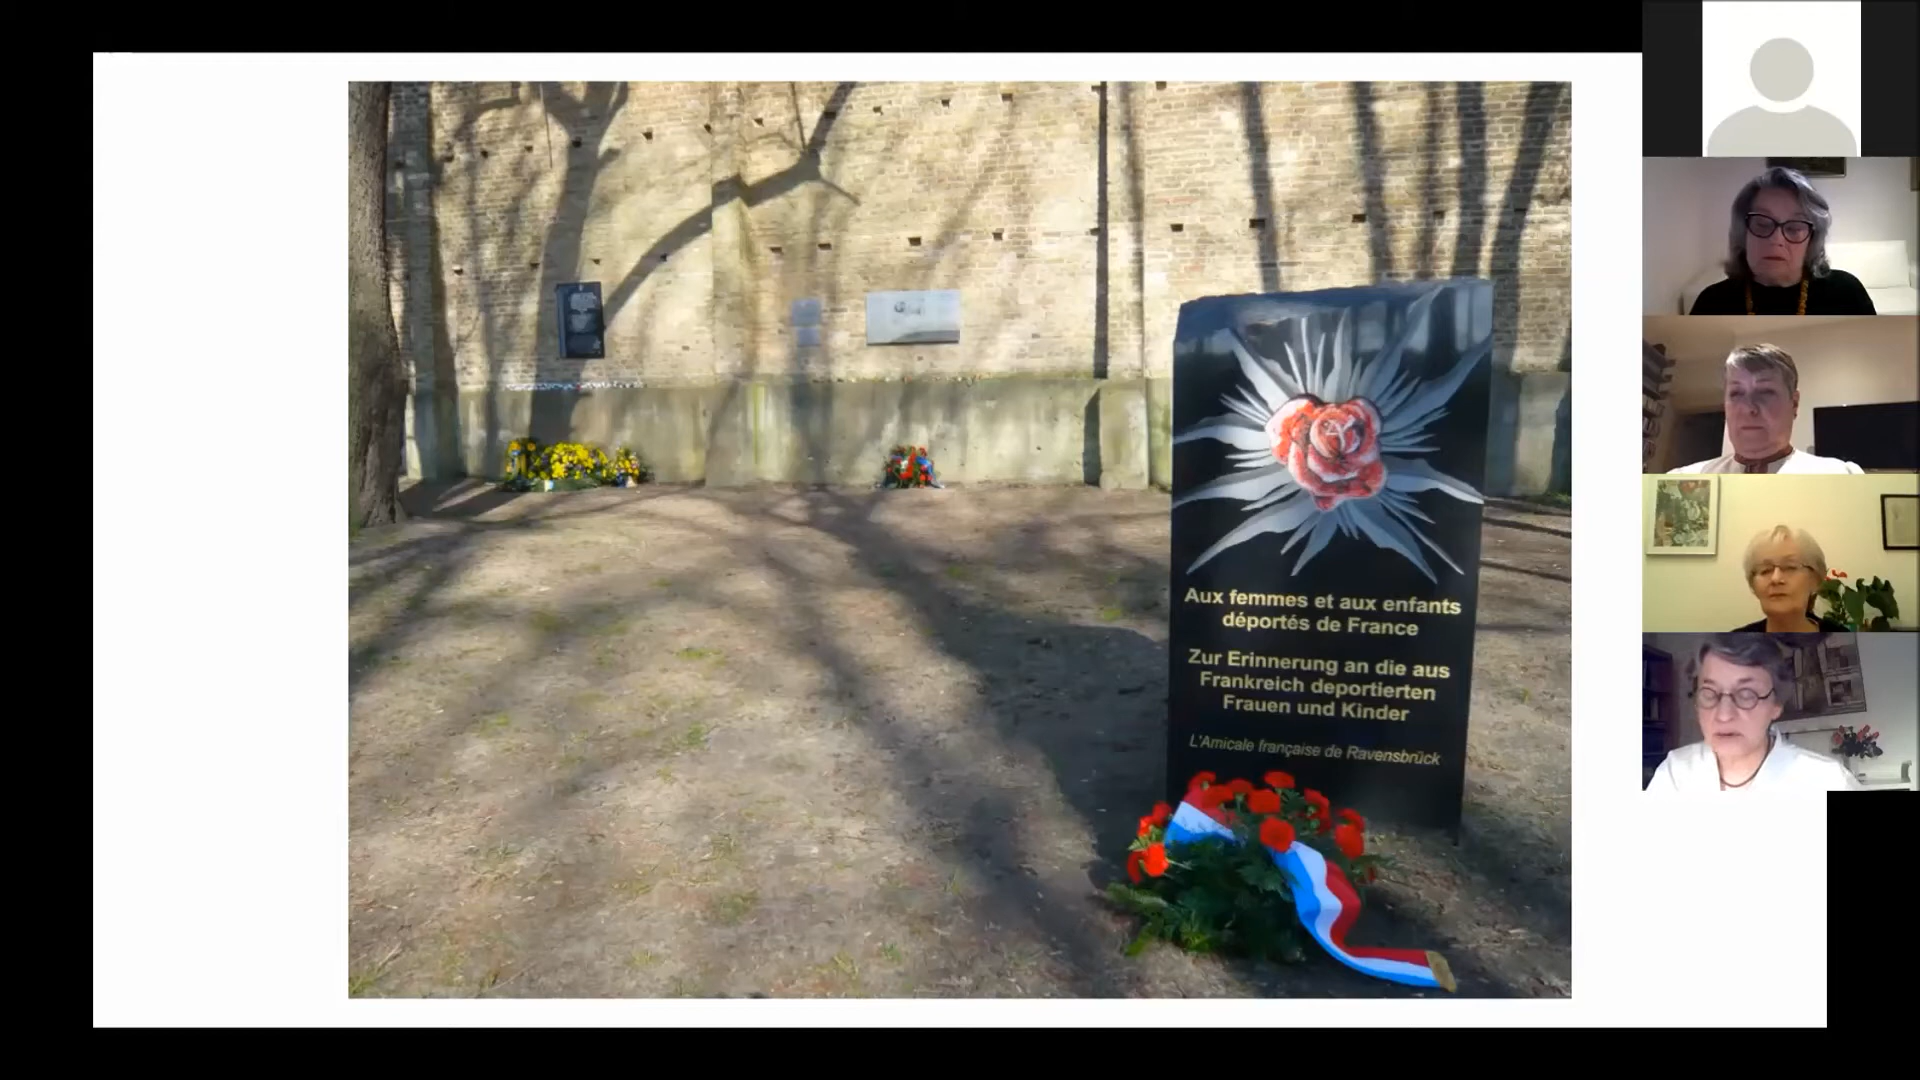 Aux femmes et aux enfants
déportés de France
Zur Erinnerung an die aus
Frankreich deportierten
Frauen und Kinder
L'Amicale française de Ravensbrück